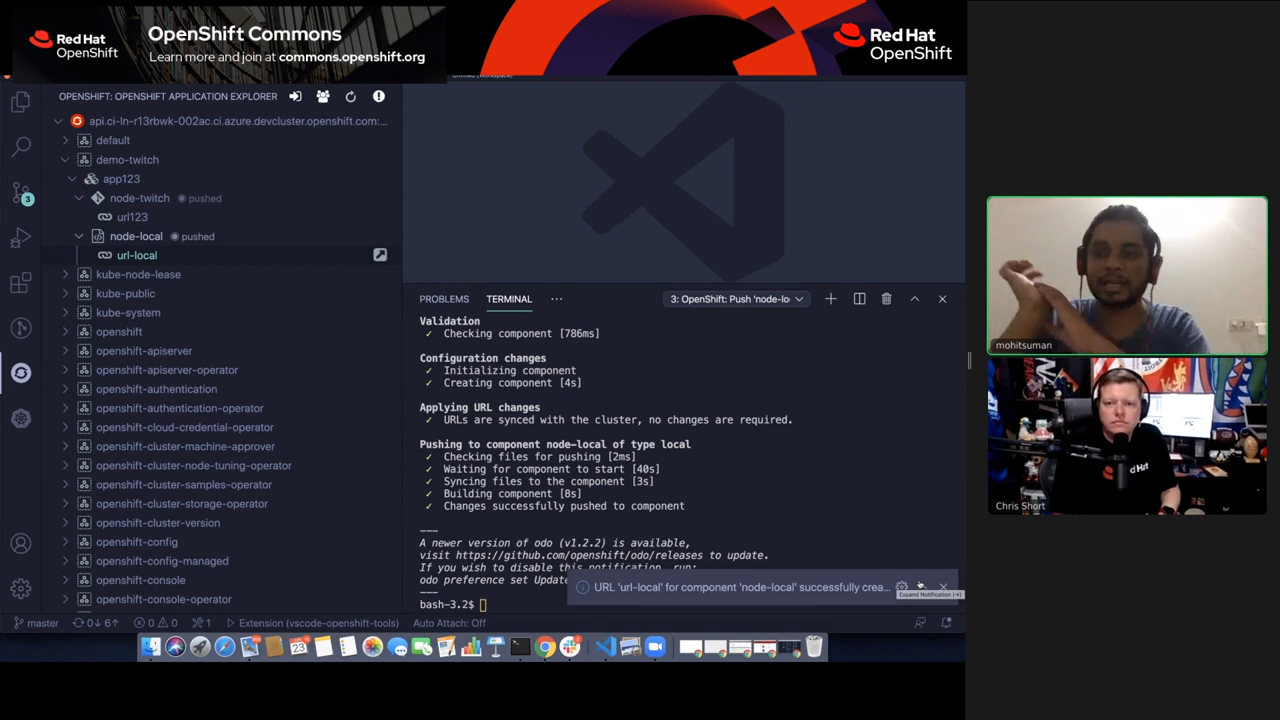 Red Hat
OpenShift
OpenShift Commons
Learn more and join at commons.openshift.org
Red Hat
OpenShift
OPENSHIFT: OPENSHIFT APPLICATION EXPLORER
api.ci-ln-r13rbwk-002ac.ci.azure.devcluster.openshift.com:...
default
demo-twitch
app123
node-twitch pushed
url123
node-local pushed
url-local
kube-node-lease
kube-public
kube-system
openshift
openshift-apiserver
openshift-apiserver-operator
openshift-authentication
openshift-authentication-operator
openshift-cloud-credential-operator
openshift-cluster-machine-approver
openshift-cluster-node-tuning-operator
openshift-cluster-samples-operator
openshift-cluster-storage-operator
openshift-cluster-version
openshift-config
openshift-config-managed
openshift-console
openshift-console-operator
3
PROBLEMS TERMINAL ... 3: OpenShift: Push 'node-lo
Validation
✓ Checking component [786ms]
Configuration changes
✓ Initializing component
✓ Creating component [4s]
Applying URL changes
✓ URLs are synced with the cluster, no changes are required.
Pushing to component node-local of type local
✓ Checking files for pushing [2ms]
✓ Waiting for component to start [40s]
✓ Syncing files to the component [3s]
✓ Building component [8s]
✓ Changes successfully pushed to component
---
A newer version of odo (v1.2.2) is available,
visit https://github.com/openshift/odo/releases to update.
If you wish to disable this notification, run:
odo preference set Update
---
bash-3.2$
URL 'url-local' for component 'node-local' successfully crea...
Expand Notification
master 0↓ 6↑ 0 0 1 Extension (vscode-openshift-tools) Auto Attach: Off
mohitsuman
Red Hat
Chris Short